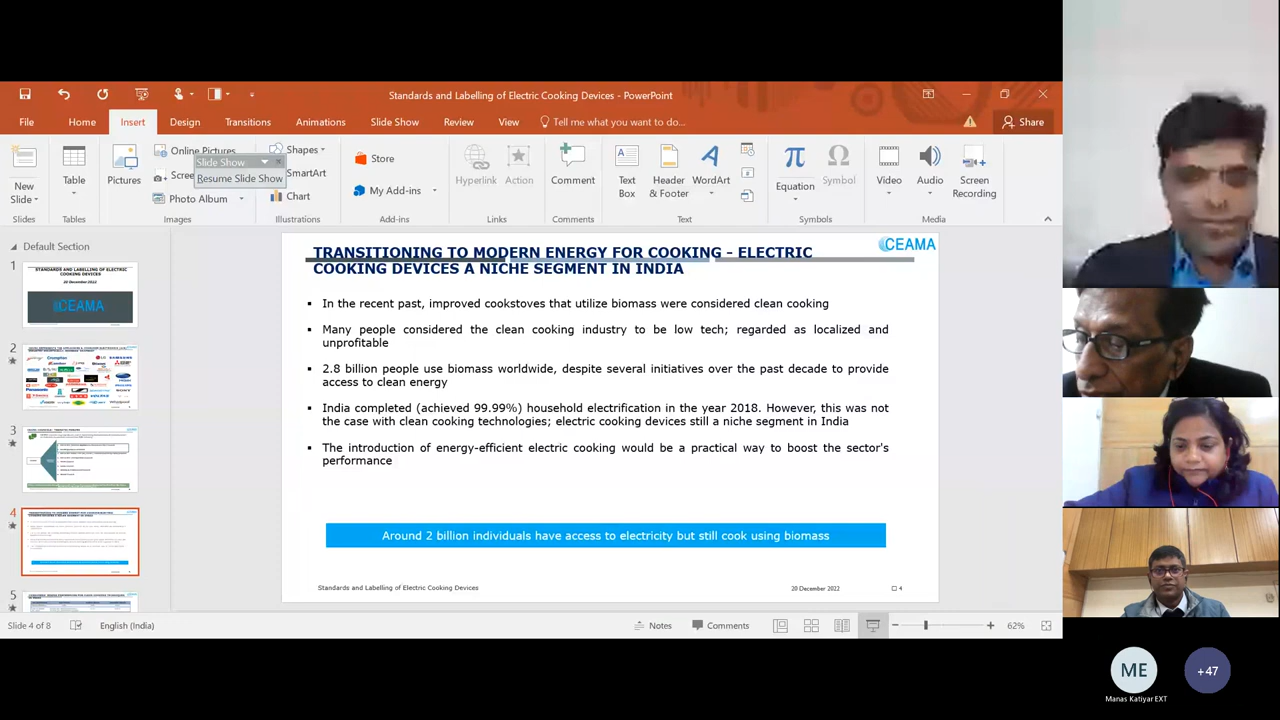 Standards and Labelling of Electric Cooking Devices - PowerPoint
File Home Insert Design Transitions Animations Slide Show Review View Tell me what you want to do... Share
New Slide
Table
Pictures
Online Pictures
Slide Show
Resume Slide Show
Photo Album
Shapes
SmartArt
Chart
Store
My Add-ins
Hyperlink
Action
Comment
Text Box
Header & Footer
WordArt
Equation
Symbol
Video
Audio
Screen Recording
Slides Tables Images Illustrations Add-ins Links Comments Text Symbols Media
Default Section
1
STANDARDS AND LABELLING OF ELECTRIC
COOKING DEVICES
20 December 2022
CEAMA
2
3
4
5
CEAMA
TRANSITIONING TO MODERN ENERGY FOR COOKING – ELECTRIC
COOKING DEVICES A NICHE SEGMENT IN INDIA
▪ In the recent past, improved cookstoves that utilize biomass were considered clean cooking
▪ Many people considered the clean cooking industry to be low tech; regarded as localized and
unprofitable
▪ 2.8 billion people use biomass worldwide, despite several initiatives over the past decade to provide
access to clean energy
▪ India completed (achieved 99.99%) household electrification in the year 2018. However, this was not
the case with clean cooking technologies; electric cooking devices still a niche segment in India
▪ The introduction of energy-efficient electric cooking would be a practical way to boost the sector's
performance
Around 2 billion individuals have access to electricity but still cook using biomass
Standards and Labelling of Electric Cooking Devices 20 December 2022 4
Slide 4 of 8 English (India) Notes Comments 62%
ME
+47
Manas Katiyar EXT